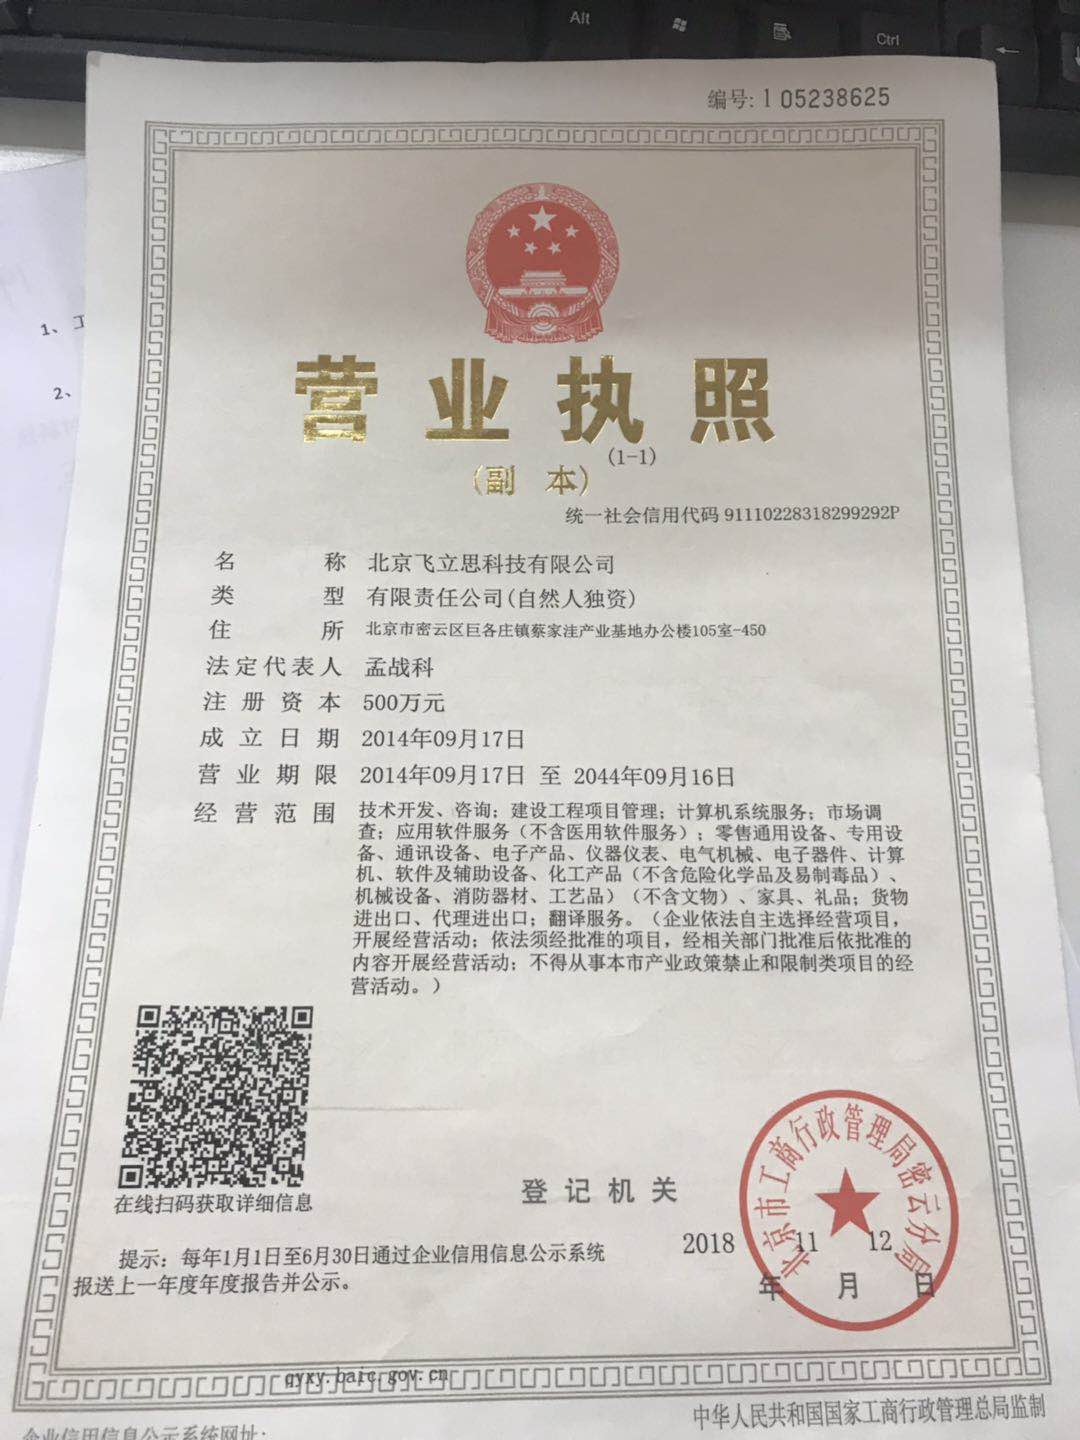 Alt
Ctrl
编号: 1 05238625
1、
2、
营业执照
(副 本)
(1-1)
统一社会信用代码 91110228318299292P
名称 北京飞立思科技有限公司
类型 有限责任公司(自然人独资)
住所 北京市密云区巨各庄镇蔡家洼产业基地办公楼105室-450
法定代表人 孟战科
注册资本 500万元
成立日期 2014年09月17日
营业期限 2014年09月17日 至 2044年09月16日
经营范围 技术开发、咨询；建设工程项目管理；计算机系统服务；市场调
查；应用软件服务（不含医用软件服务）；零售通用设备、专用设
备、通讯设备、电子产品、仪器仪表、电气机械、电子器件、计算
机、软件及辅助设备、化工产品（不含危险化学品及易制毒品）、
机械设备、消防器材、工艺品）（不含文物）、家具、礼品；货物
进出口、代理进出口；翻译服务。（企业依法自主选择经营项目，
开展经营活动；依法须经批准的项目，经相关部门批准后依批准的
内容开展经营活动；不得从事本市产业政策禁止和限制类项目的经
营活动。）
在线扫码获取详细信息
登记机关
北京市工商行政管理局密云分局
2018 年 11 月 12 日
提示：每年1月1日至6月30日通过企业信用信息公示系统
报送上一年度年度报告并公示。
qyxy.baic.gov.cn
企业信用信息公示系统网址：
中华人民共和国国家工商行政管理总局监制